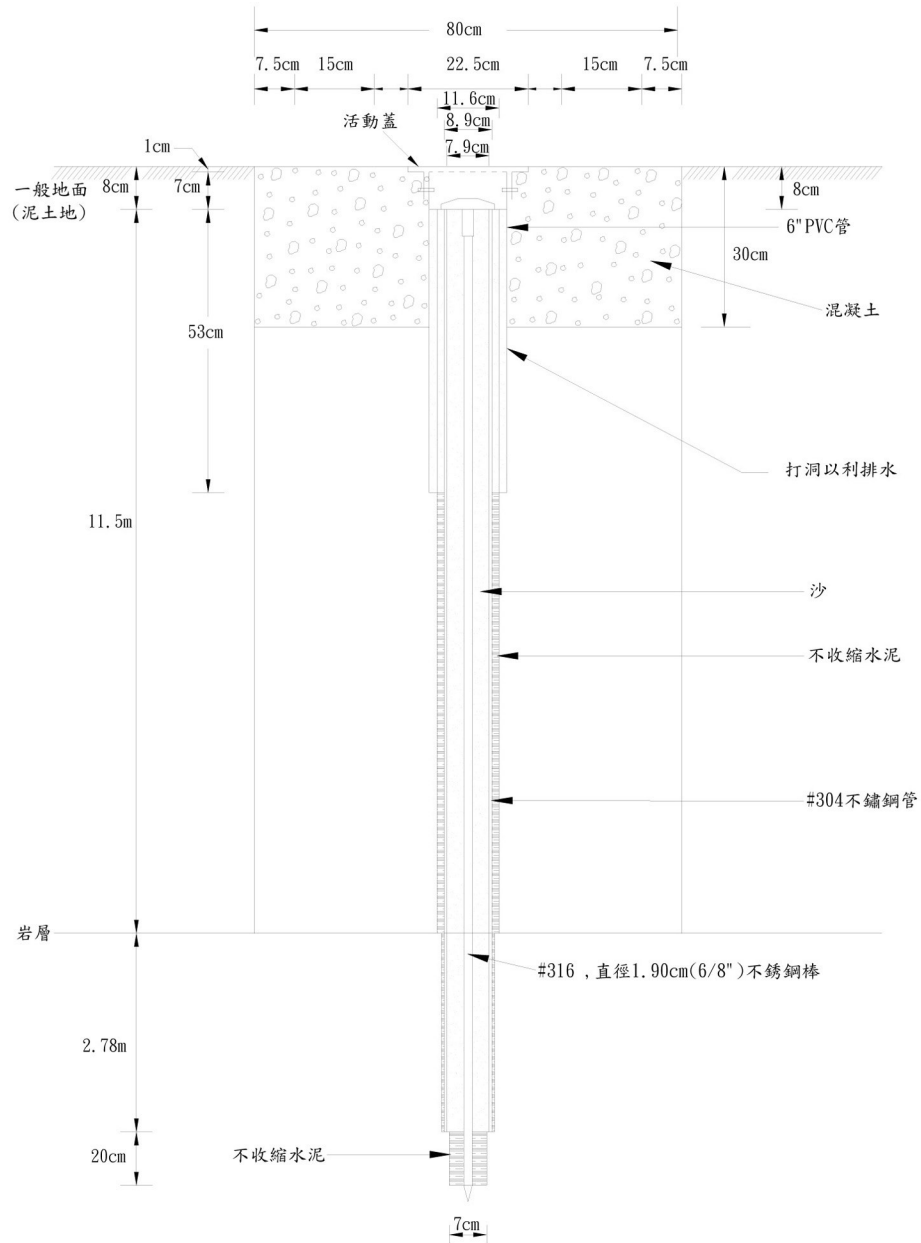 80cm
7.5cm
15cm
22.5cm
15cm
7.5cm
11.6cm
8.9cm
7.9cm
活動蓋
1cm
8cm
7cm
8cm
一般地面
(泥土地)
6"PVC管
30cm
混凝土
53cm
打洞以利排水
11.5m
沙
不收縮水泥
#304不鏽鋼管
岩層
#316 ,直徑1.90cm(6/8")不銹鋼棒
2.78m
20cm
不收縮水泥
7cm